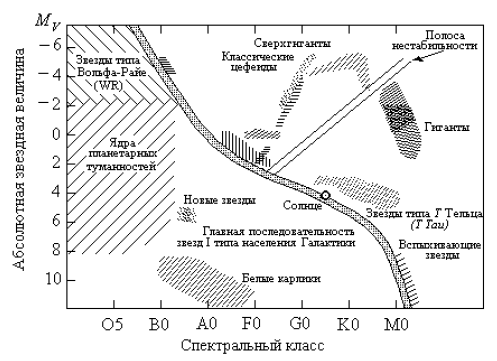 M_V
Полоса
нестабильности
−6
−4
−2
0
2
4
6
8
10
Абсолютная звездная величина
Звезды типа
Вольфа-Райе
(WR)
Сверхгиганты
Классические
цефеиды
Гиганты
Ядра
планетарных
туманностей
Новые звезды
Солнце
Звезды типа T Тельца
(T Tau)
Главная последовательность
звезд I типа населения Галактики
Вспыхивающие
звезды
Белые карлики
O5 B0 A0 F0 G0 K0 M0
Спектральный класс